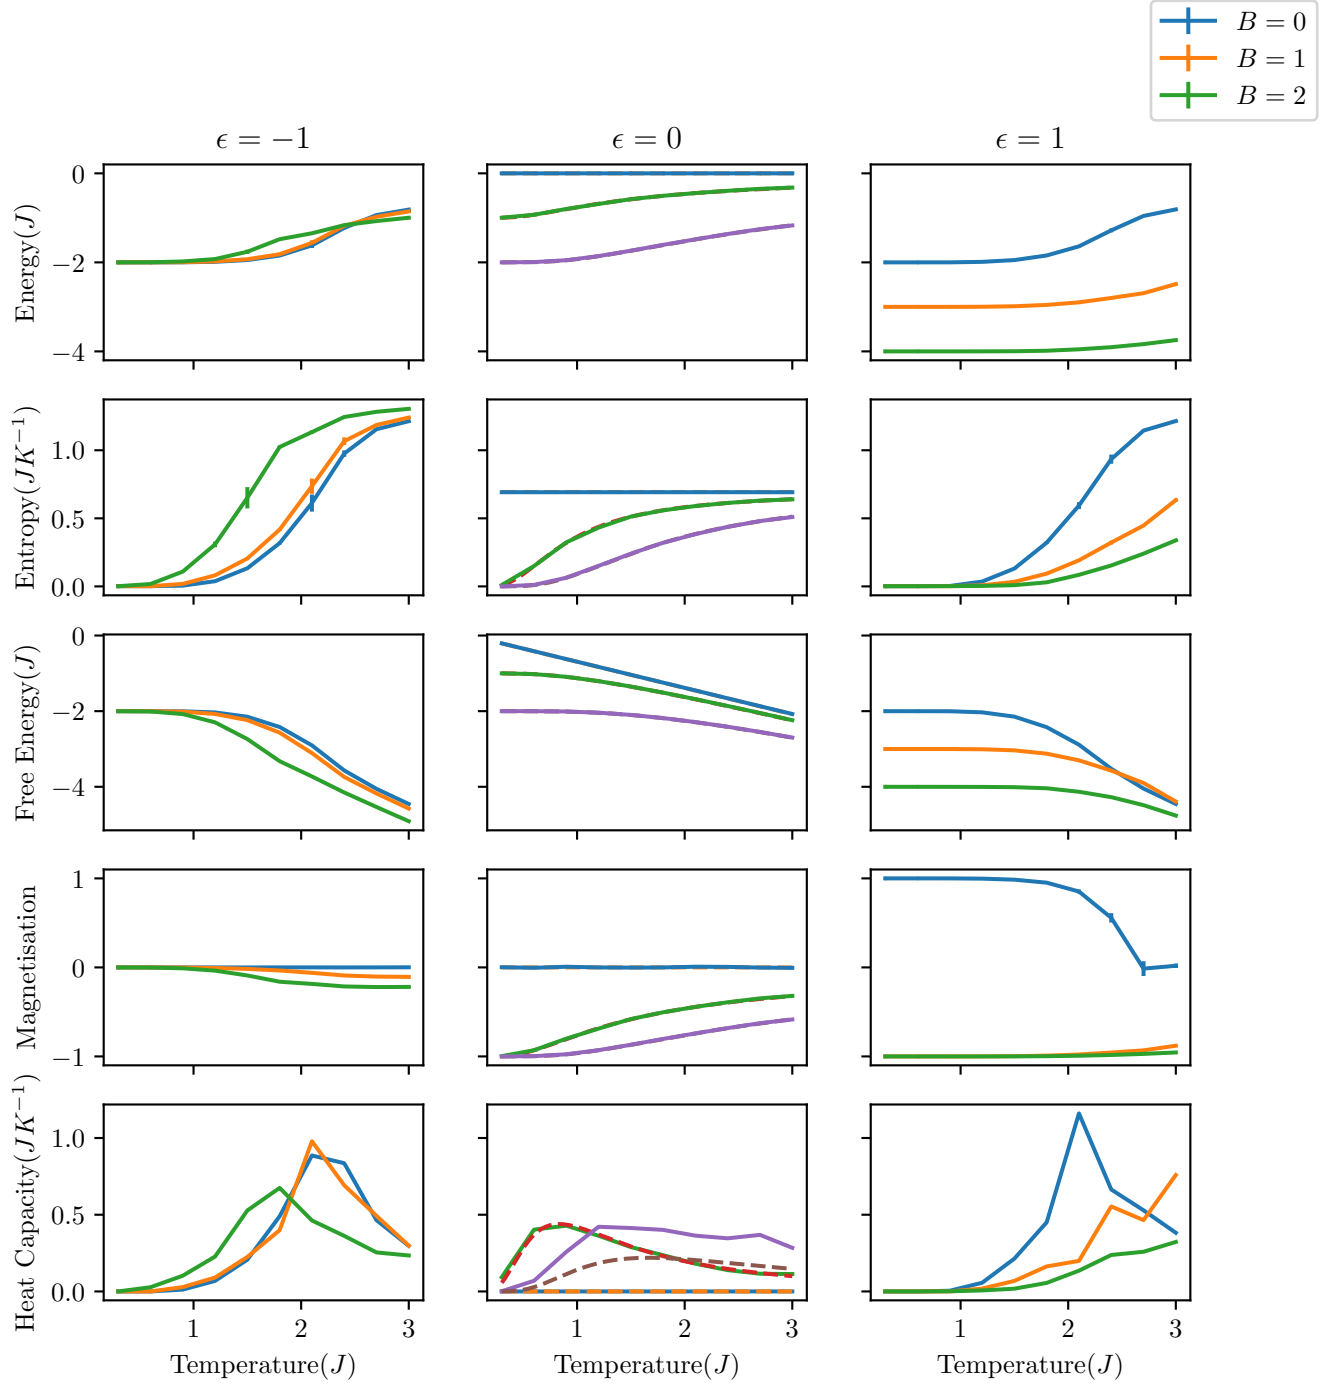 B = 0
B = 1
B = 2
ϵ = −1
ϵ = 0
ϵ = 1
Energy(J)
0
−2
−4
Entropy(JK⁻¹)
1.0
0.5
0.0
Free Energy(J)
0
−2
−4
Magnetisation
1
0
−1
Heat Capacity(JK⁻¹)
1.0
0.5
0.0
1 2 3
1 2 3
1 2 3
Temperature(J)
Temperature(J)
Temperature(J)